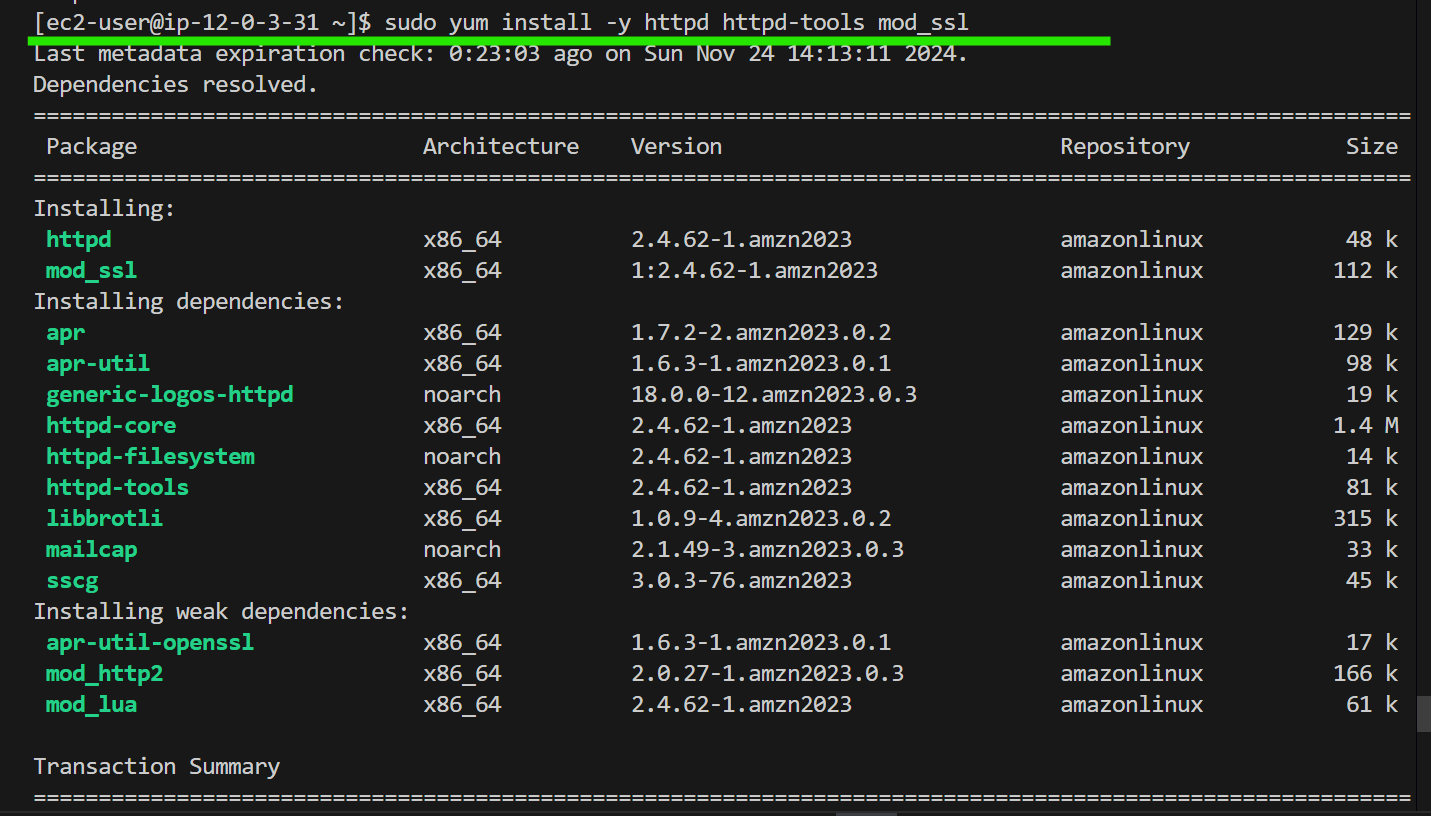 [ec2-user@ip-12-0-3-31 ~]$ sudo yum install -y httpd httpd-tools mod_ssl
Last metadata expiration check: 0:23:03 ago on Sun Nov 24 14:13:11 2024.
Dependencies resolved.
==========================================================================================================
Package Architecture Version Repository Size
==========================================================================================================
Installing:
httpd x86_64 2.4.62-1.amzn2023 amazonlinux 48 k
mod_ssl x86_64 1:2.4.62-1.amzn2023 amazonlinux 112 k
Installing dependencies:
apr x86_64 1.7.2-2.amzn2023.0.2 amazonlinux 129 k
apr-util x86_64 1.6.3-1.amzn2023.0.1 amazonlinux 98 k
generic-logos-httpd noarch 18.0.0-12.amzn2023.0.3 amazonlinux 19 k
httpd-core x86_64 2.4.62-1.amzn2023 amazonlinux 1.4 M
httpd-filesystem noarch 2.4.62-1.amzn2023 amazonlinux 14 k
httpd-tools x86_64 2.4.62-1.amzn2023 amazonlinux 81 k
libbrotli x86_64 1.0.9-4.amzn2023.0.2 amazonlinux 315 k
mailcap noarch 2.1.49-3.amzn2023.0.3 amazonlinux 33 k
sscg x86_64 3.0.3-76.amzn2023 amazonlinux 45 k
Installing weak dependencies:
apr-util-openssl x86_64 1.6.3-1.amzn2023.0.1 amazonlinux 17 k
mod_http2 x86_64 2.0.27-1.amzn2023.0.3 amazonlinux 166 k
mod_lua x86_64 2.4.62-1.amzn2023 amazonlinux 61 k
Transaction Summary
==========================================================================================================